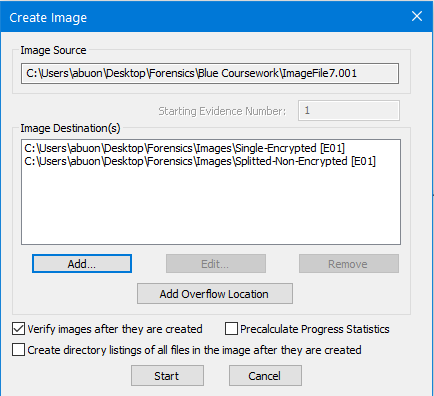 Create Image
Image Source
C:\Users\abuon\Desktop\Forensics\Blue Coursework\ImageFile7.001
Starting Evidence Number: 1
Image Destination(s)
C:\Users\abuon\Desktop\Forensics\Images\Single-Encrypted [E01]
C:\Users\abuon\Desktop\Forensics\Images\Splitted-Non-Encrypted [E01]
Add... Edit... Remove
Add Overflow Location
Verify images after they are created Precalculate Progress Statistics
Create directory listings of all files in the image after they are created
Start Cancel